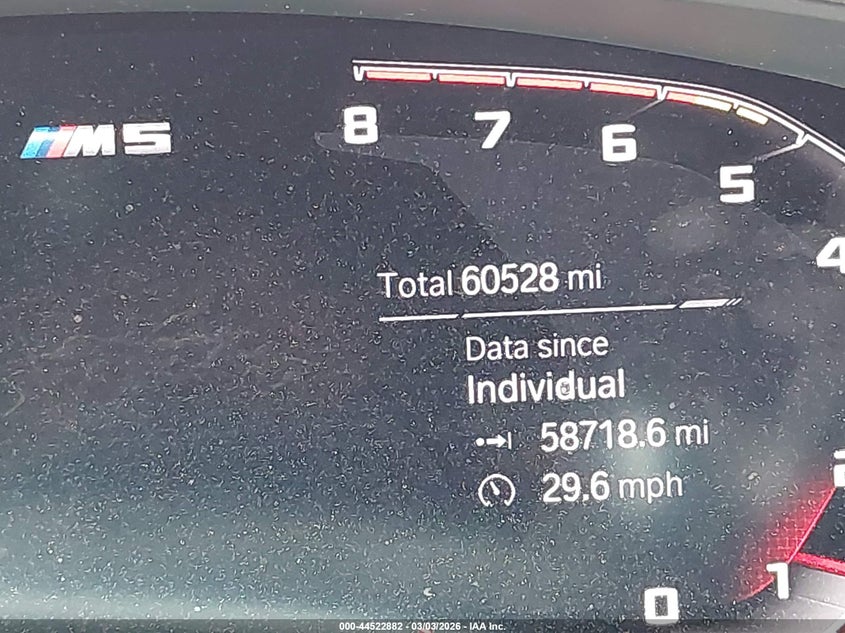 M5
8
7
6
5
4
Total 60528 mi
Data since
Individual
58718.6 mi
29.6 mph
2
1
0
000-44522882 - 03/03/2026 - IAA Inc.